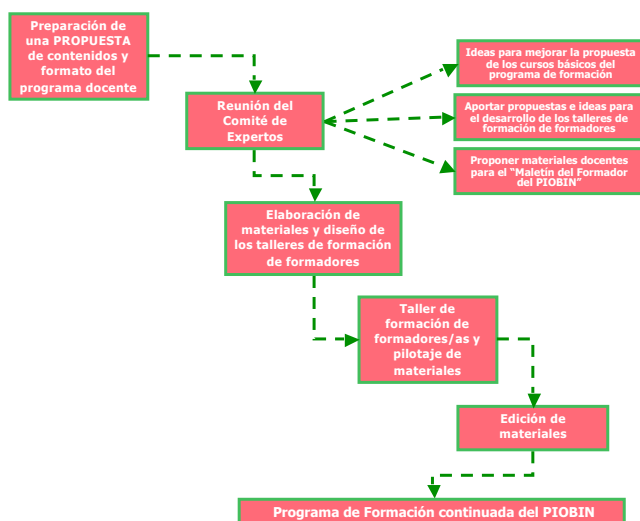 Preparación de
una PROPUESTA
de contenidos y
formato del
programa docente
Reunión del
Comité de
Expertos
Ideas para mejorar la propuesta
de los cursos básicos del
programa de formación
Aportar propuestas e ideas para
el desarrollo de los talleres de
formación de formadores
Proponer materiales docentes
para el “Maletín del Formador
del PIOBIN”
Elaboración de
materiales y diseño de
los talleres de formación
de formadores
Taller de
formación de
formadores/as y
pilotaje de
materiales
Edición de
materiales
Programa de Formación continuada del PIOBIN